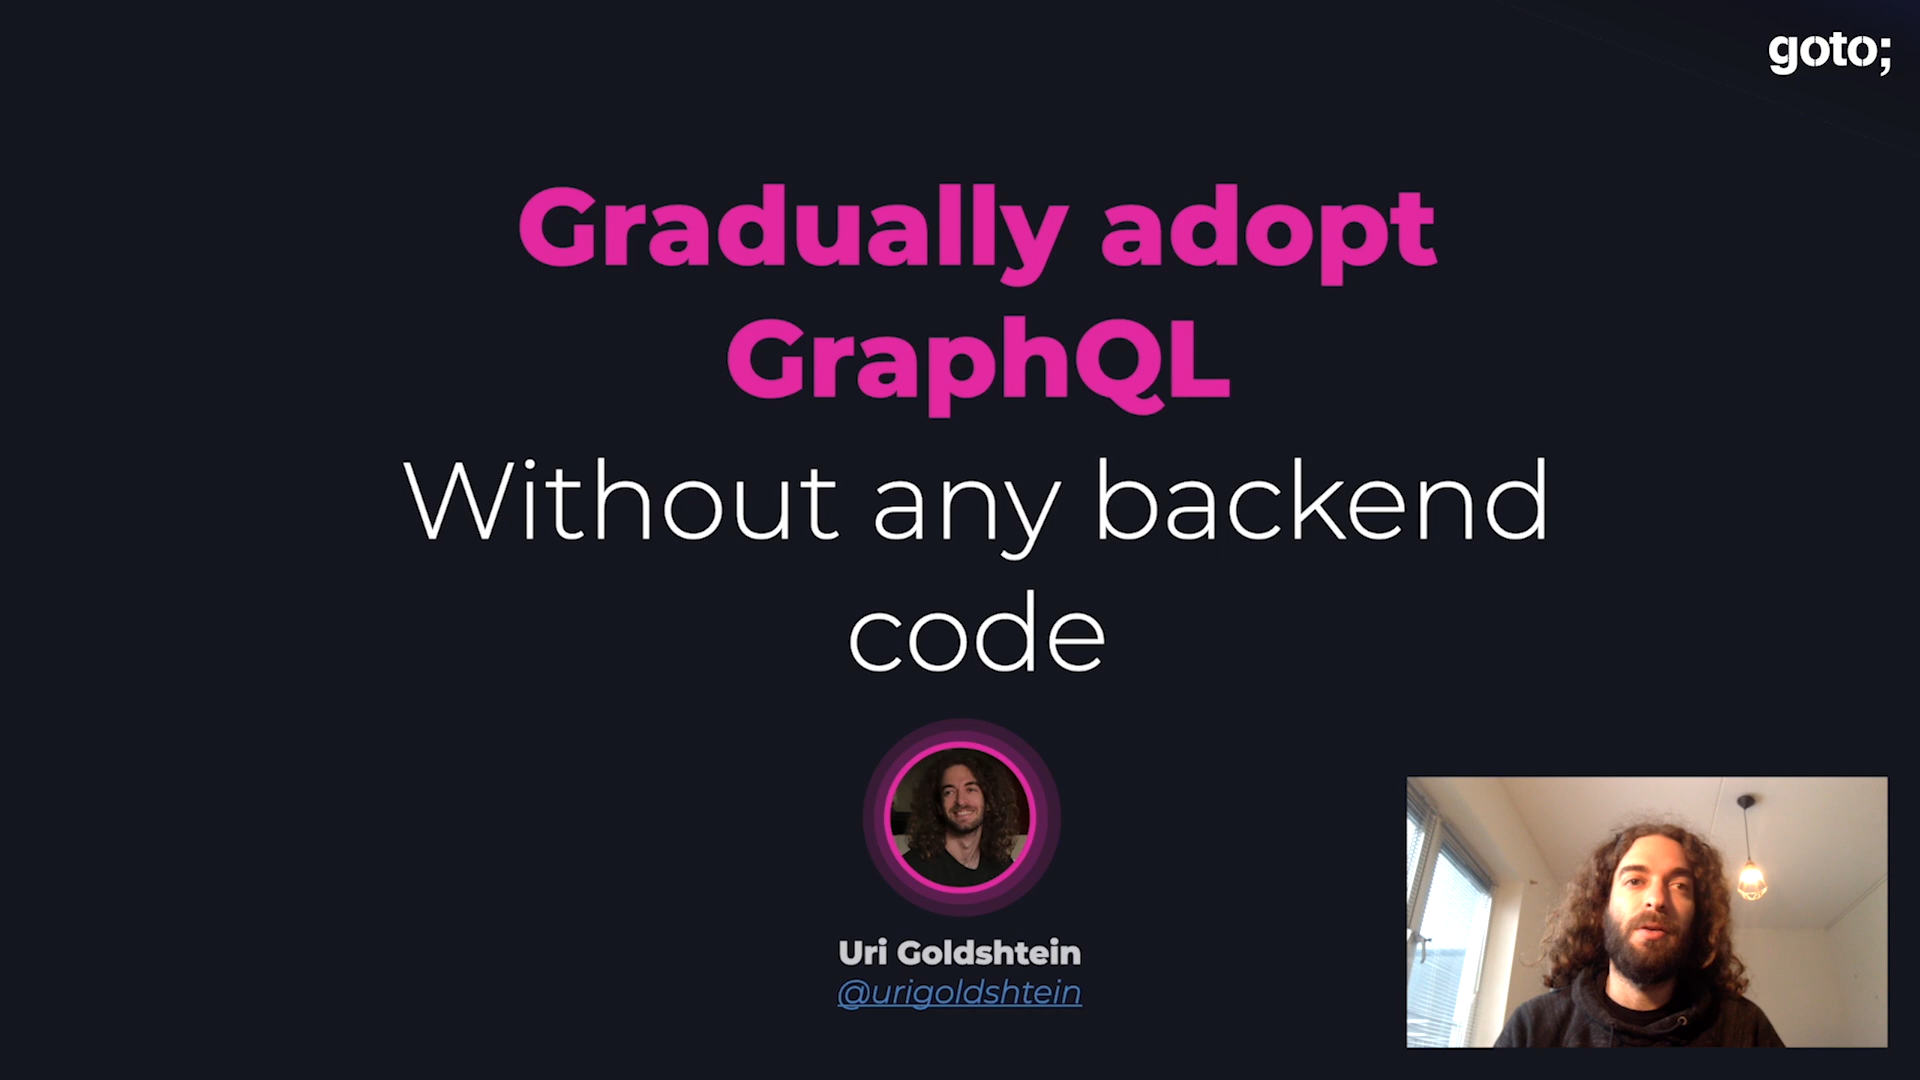 goto;
Gradually adopt
GraphQL
Without any backend
code
Uri Goldshtein
@urigoldshtein